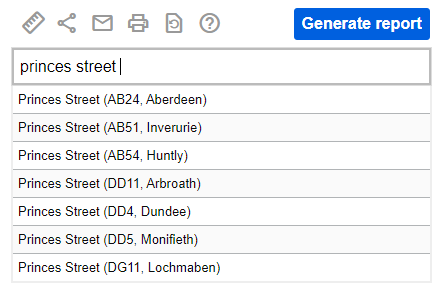 Generate report
princes street
Princes Street (AB24, Aberdeen)
Princes Street (AB51, Inverurie)
Princes Street (AB54, Huntly)
Princes Street (DD11, Arbroath)
Princes Street (DD4, Dundee)
Princes Street (DD5, Monifieth)
Princes Street (DG11, Lochmaben)